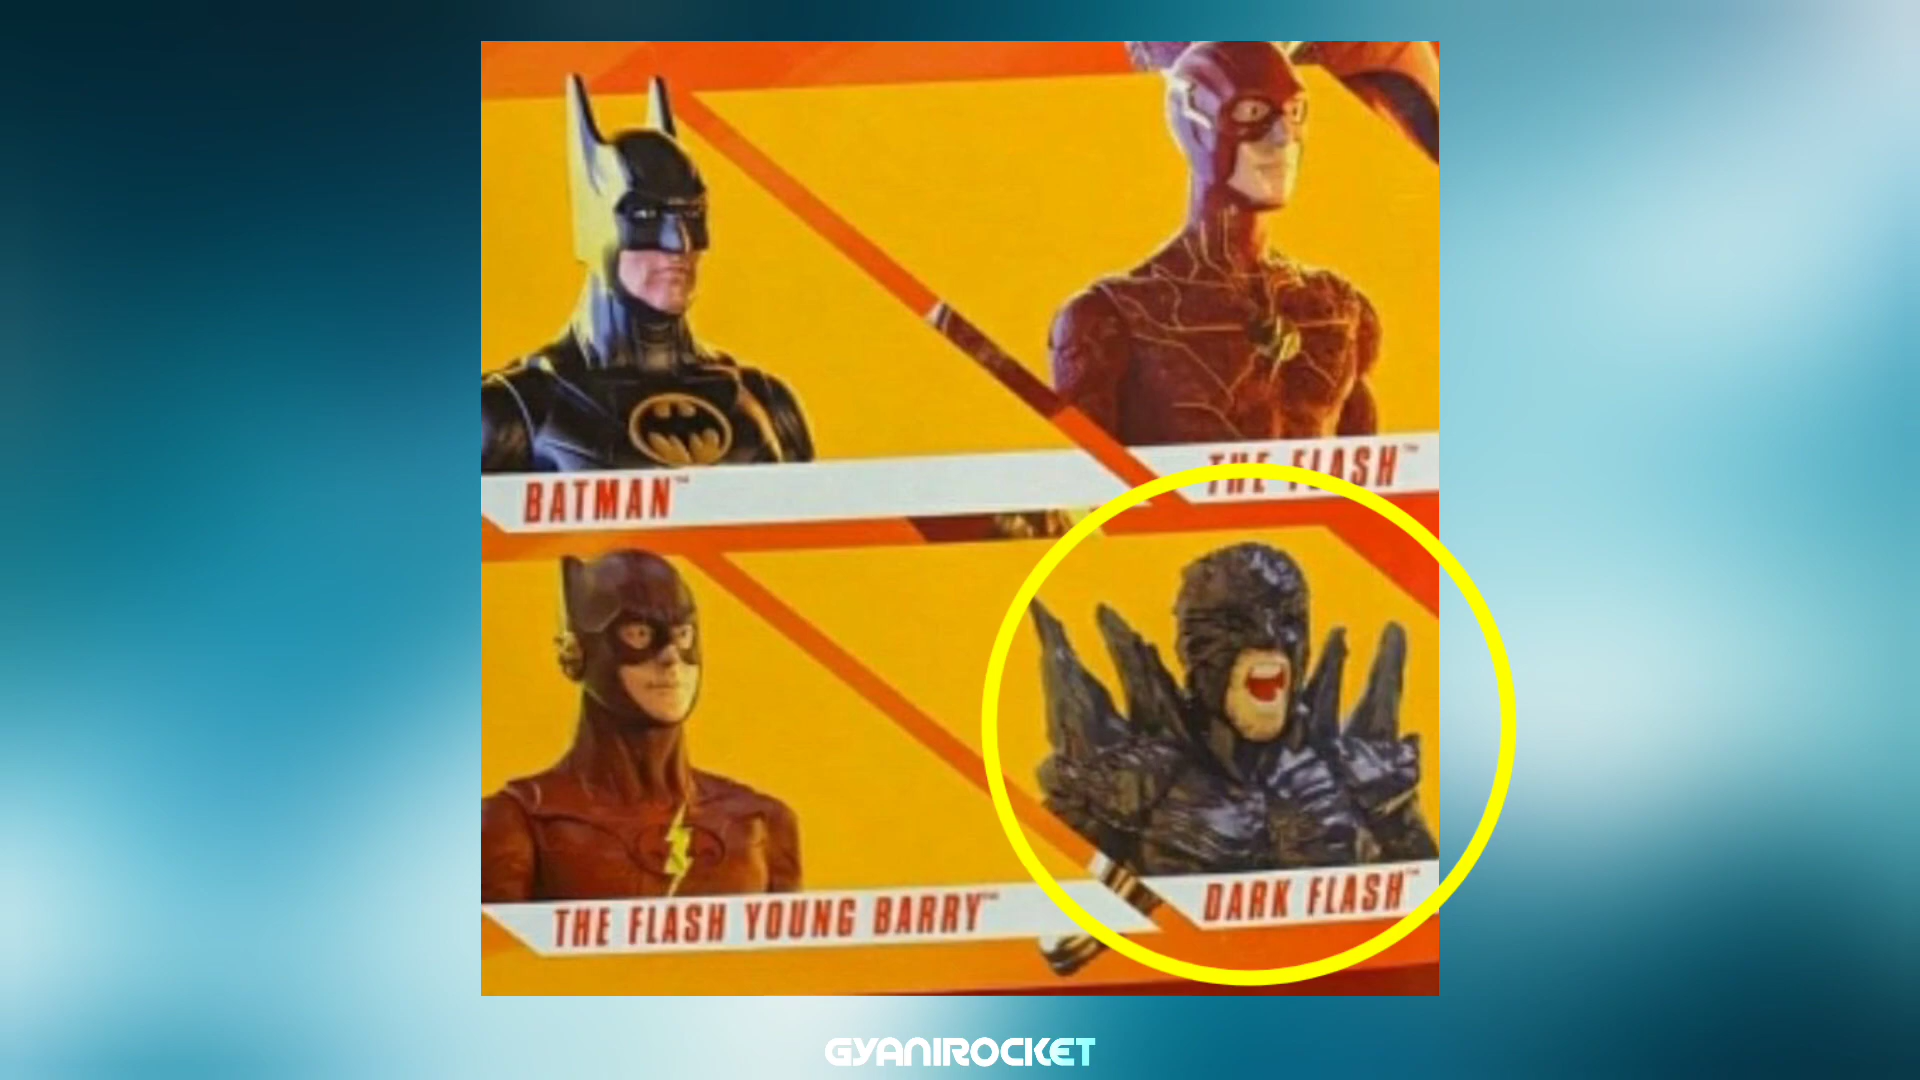 BATMAN™
THE FLASH™
THE FLASH YOUNG BARRY™
DARK FLASH™
GYANIROCKET